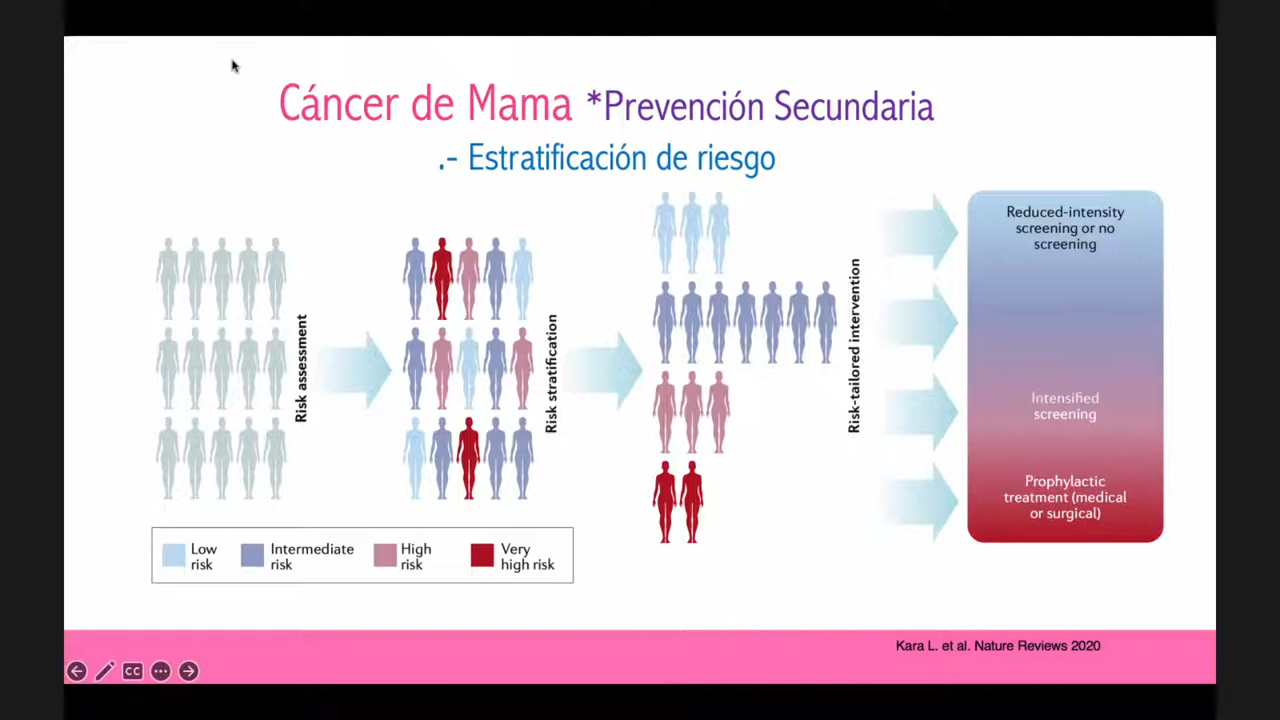 Cáncer de Mama *Prevención Secundaria
.- Estratificación de riesgo
Risk assessment
Risk stratification
Risk-tailored intervention
Reduced-intensity
screening or no
screening
Intensified
screening
Prophylactic
treatment (medical
or surgical)
Low
risk
Intermediate
risk
High
risk
Very
high risk
Kara L. et al. Nature Reviews 2020
CC